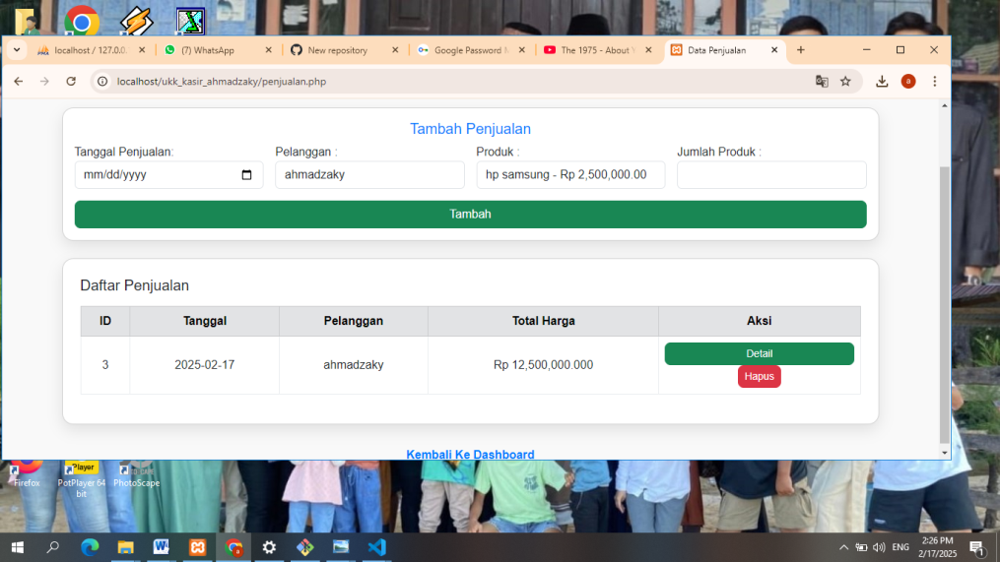 localhost / 127.0.0.
(7) WhatsApp
New repository
Google Password M
The 1975 - About Y
Data Penjualan
localhost/ukk_kasir_ahmadzaky/penjualan.php
a
Tambah Penjualan
Tanggal Penjualan:
Pelanggan :
Produk :
Jumlah Produk :
mm/dd/yyyy
ahmadzaky
hp samsung - Rp 2,500,000.00
Tambah
Daftar Penjualan
ID
Tanggal
Pelanggan
Total Harga
Aksi
3
2025-02-17
ahmadzaky
Rp 12,500,000.000
Detail
Hapus
Kembali Ke Dashboard
Player
Firefox
PotPlayer 64 bit
PhotoScape
ENG
2:26 PM
2/17/2025
1